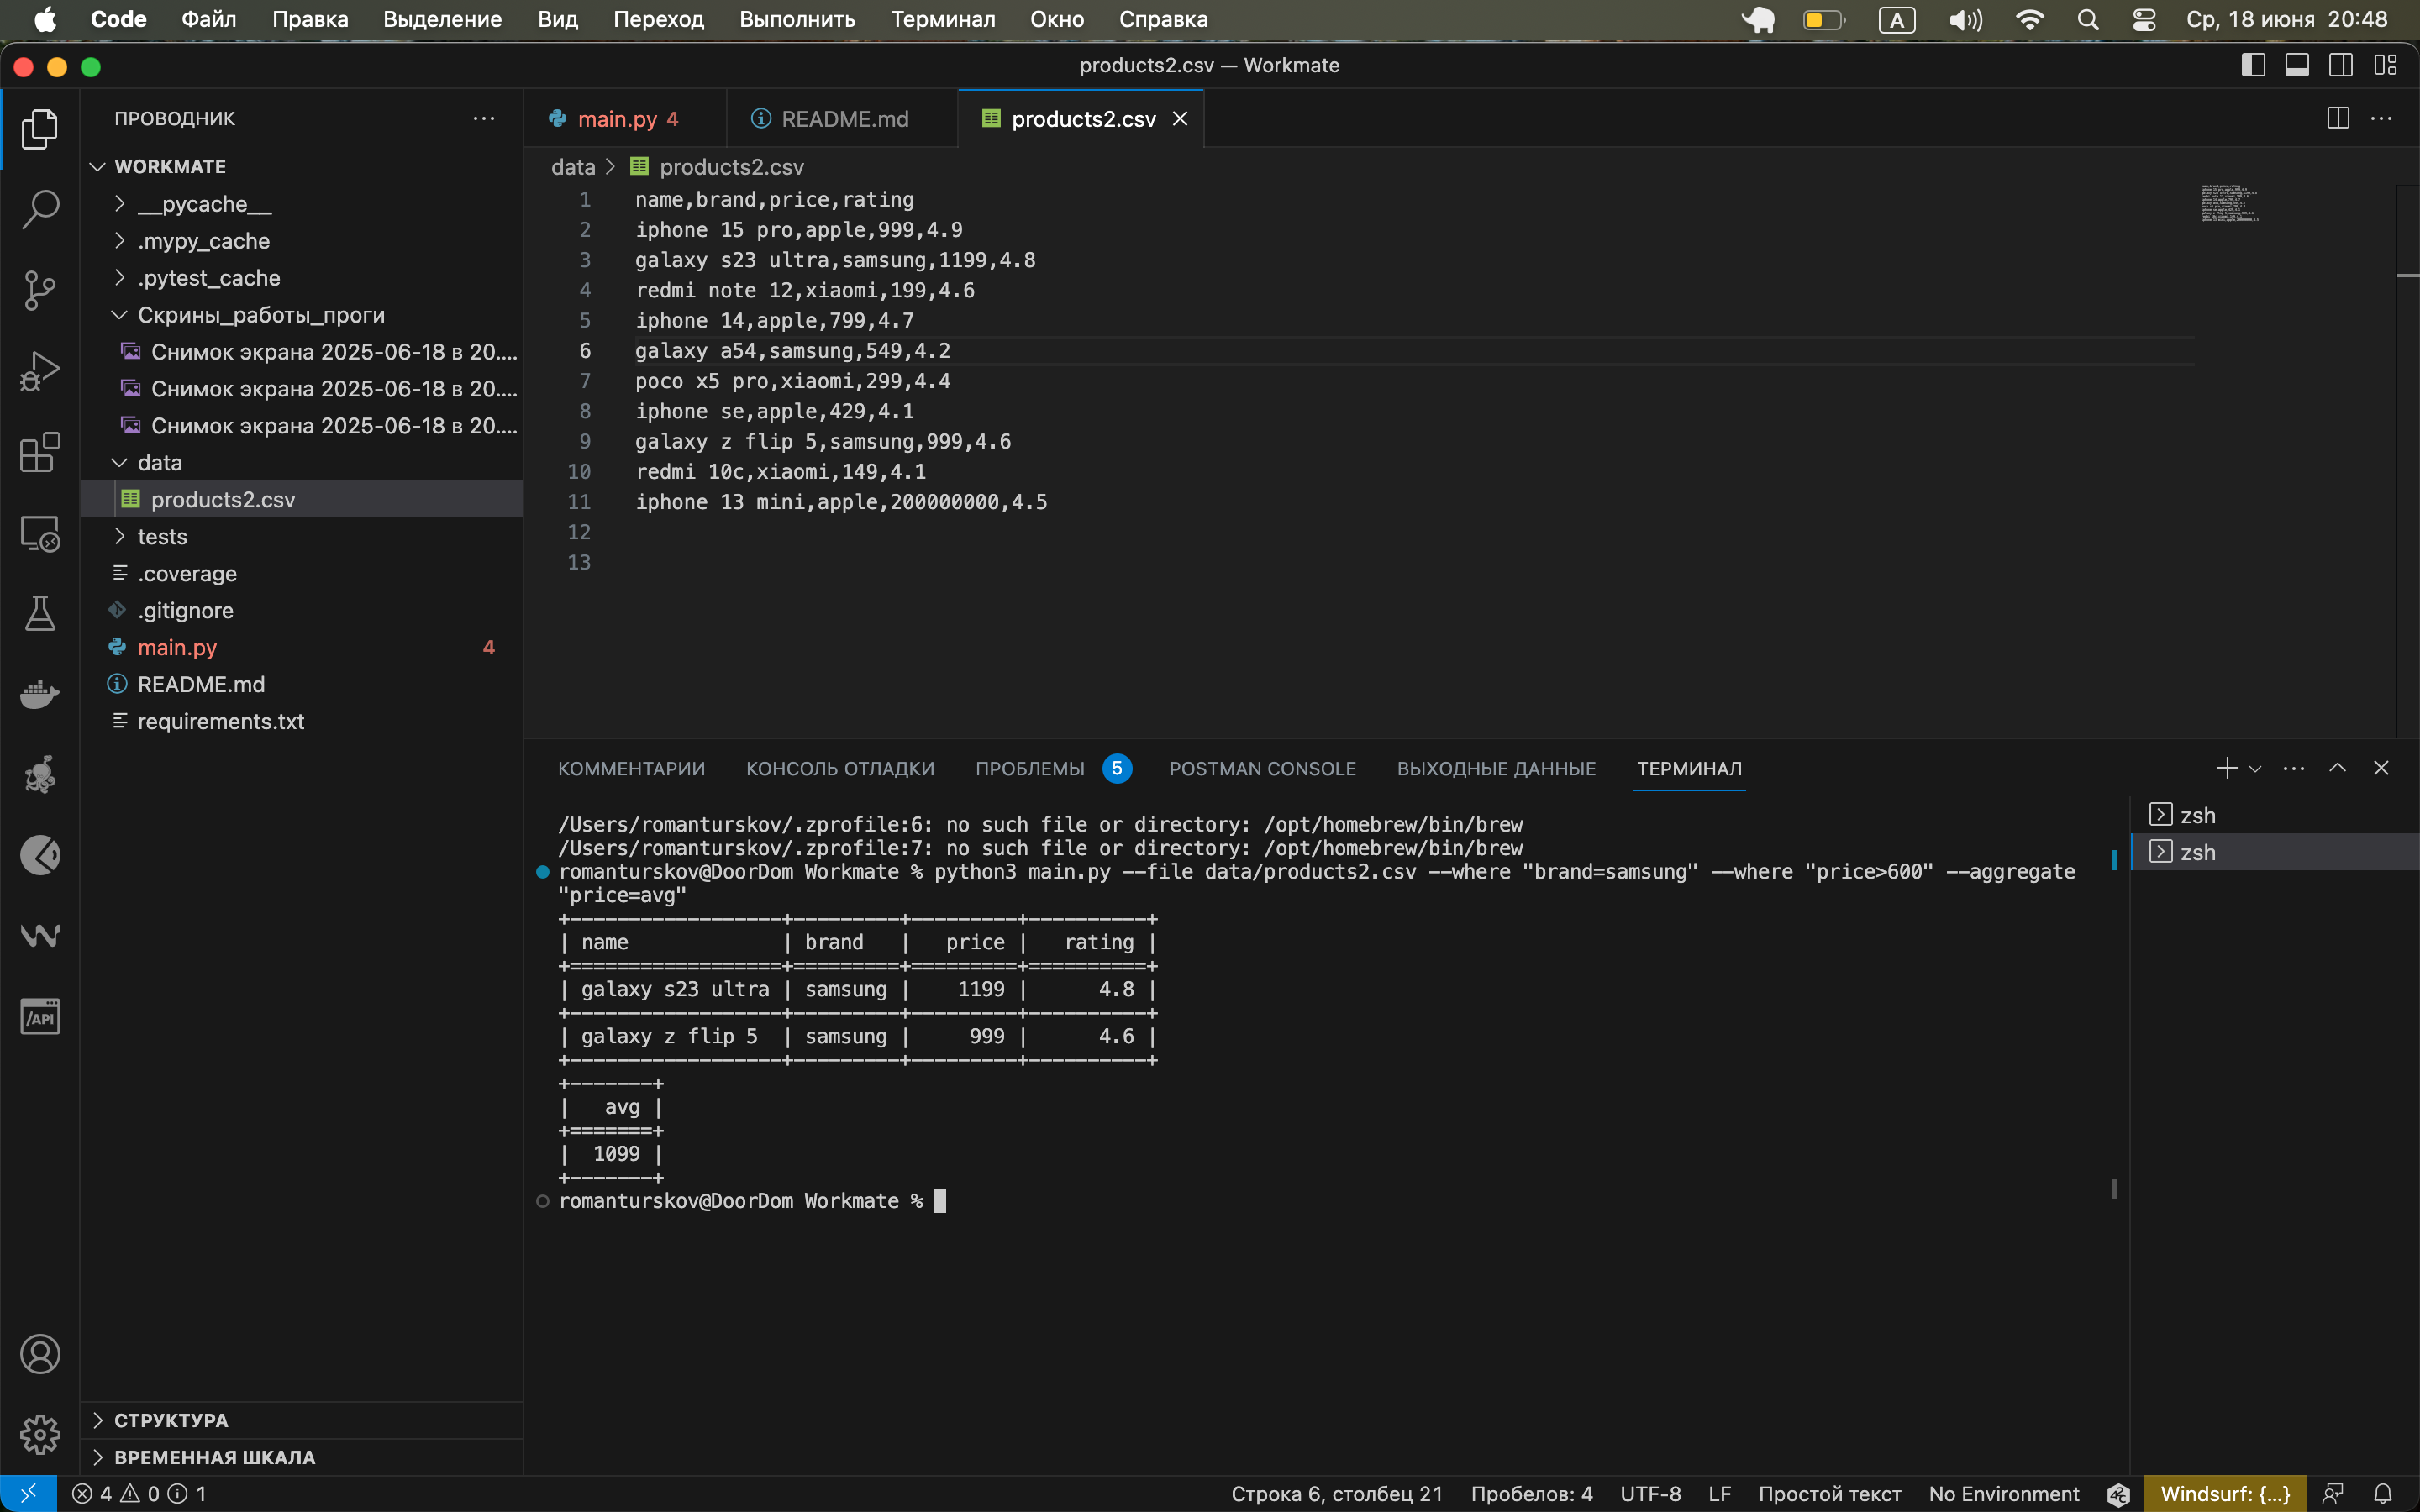 Code Файл Правка Выделение Вид Переход Выполнить Терминал Окно Справка A Ср, 18 июня 20:48
products2.csv — Workmate
ПРОВОДНИК
WORKMATE
__pycache__
.mypy_cache
.pytest_cache
Скрины_работы_проги
Снимок экрана 2025-06-18 в 20....
Снимок экрана 2025-06-18 в 20....
Снимок экрана 2025-06-18 в 20....
data
products2.csv
tests
.coverage
.gitignore
main.py 4
README.md
requirements.txt
СТРУКТУРА
ВРЕМЕННАЯ ШКАЛА
/API
main.py 4 README.md products2.csv
data > products2.csv
1 name,brand,price,rating
2 iphone 15 pro,apple,999,4.9
3 galaxy s23 ultra,samsung,1199,4.8
4 redmi note 12,xiaomi,199,4.6
5 iphone 14,apple,799,4.7
6 galaxy a54,samsung,549,4.2
7 poco x5 pro,xiaomi,299,4.4
8 iphone se,apple,429,4.1
9 galaxy z flip 5,samsung,999,4.6
10 redmi 10c,xiaomi,149,4.1
11 iphone 13 mini,apple,200000000,4.5
12
13
КОММЕНТАРИИ КОНСОЛЬ ОТЛАДКИ ПРОБЛЕМЫ 5 POSTMAN CONSOLE ВЫХОДНЫЕ ДАННЫЕ ТЕРМИНАЛ
/Users/romanturskov/.zprofile:6: no such file or directory: /opt/homebrew/bin/brew
/Users/romanturskov/.zprofile:7: no such file or directory: /opt/homebrew/bin/brew
romanturskov@DoorDom Workmate % python3 main.py --file data/products2.csv --where "brand=samsung" --where "price>600" --aggregate
"price=avg"
+------------------+---------+---------+----------+
| name             | brand   |   price |   rating |
+==================+=========+=========+==========+
| galaxy s23 ultra | samsung |    1199 |      4.8 |
+------------------+---------+---------+----------+
| galaxy z flip 5  | samsung |     999 |      4.6 |
+------------------+---------+---------+----------+
+-------+
|   avg |
+=======+
|  1099 |
+-------+
romanturskov@DoorDom Workmate %
zsh
zsh
4 0 1 Строка 6, столбец 21 Пробелов: 4 UTF-8 LF Простой текст No Environment Windsurf: {...}